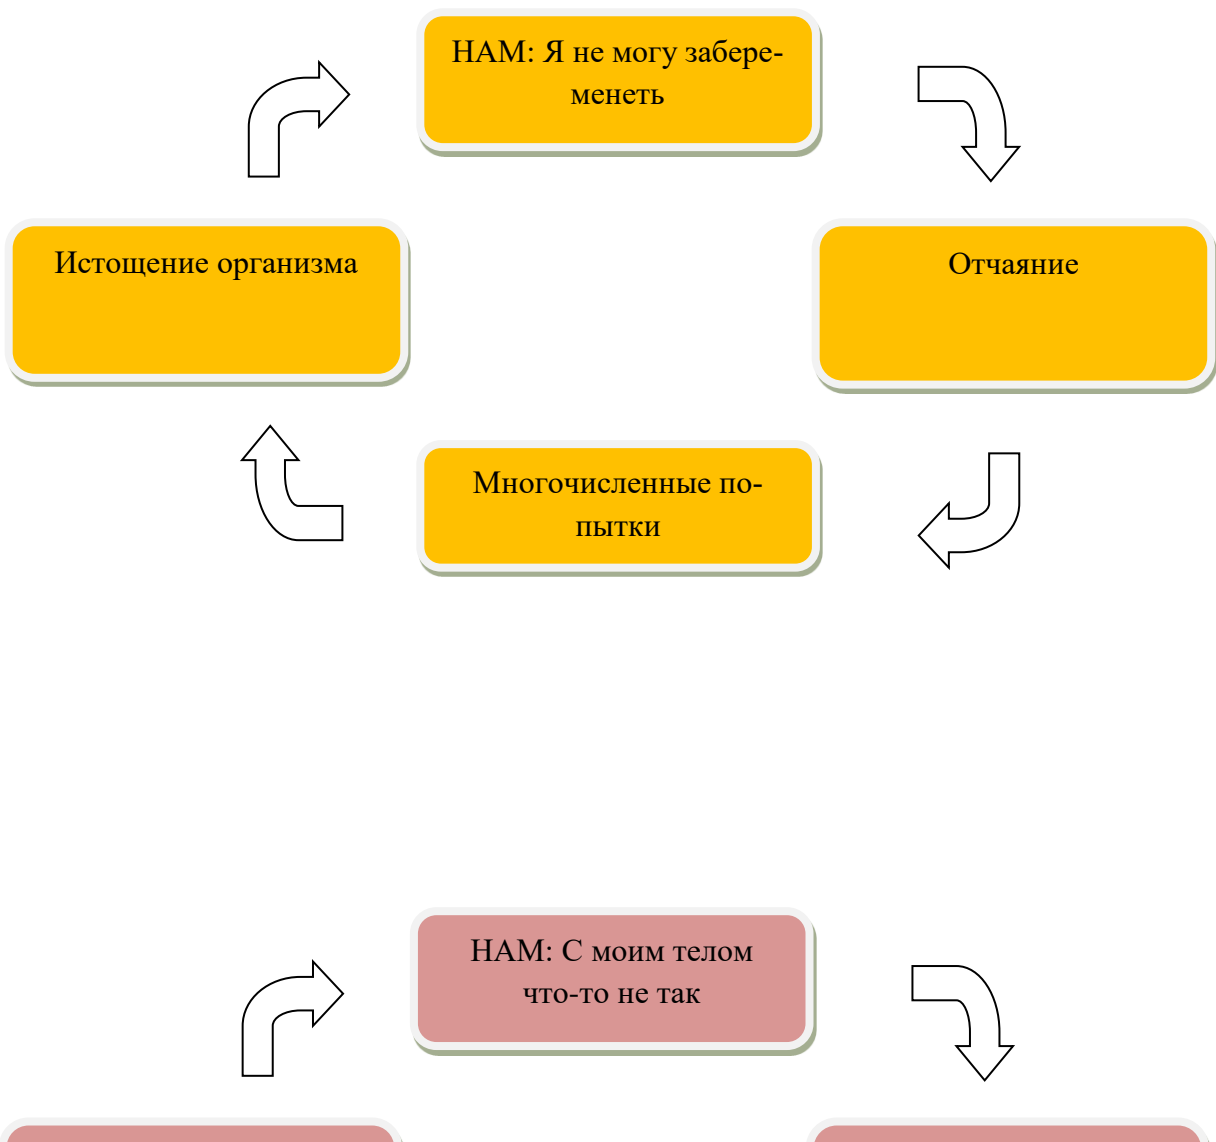 НАМ: Я не могу забере-
менеть
Истощение организма
Отчаяние
Многочисленные по-
пытки
НАМ: С моим телом
что-то не так